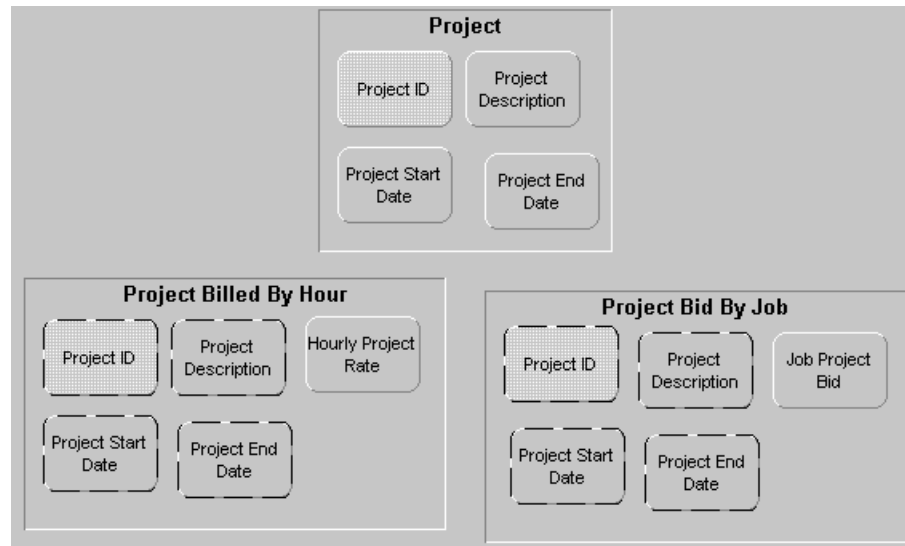 Project
Project ID
Project
Description
Project Start
Date
Project End
Date
Project Billed By Hour
Project ID
Project
Description
Hourly Project
Rate
Project Start
Date
Project End
Date
Project Bid By Job
Project ID
Project
Description
Job Project
Bid
Project Start
Date
Project End
Date